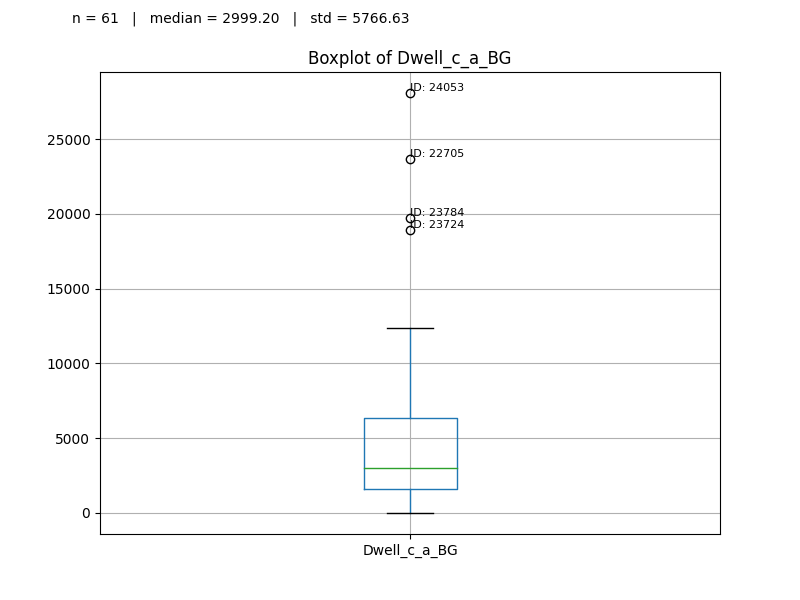 n = 61   |   median = 2999.20   |   std = 5766.63
Boxplot of Dwell_c_a_BG
ID: 24053
25000
ID: 22705
20000
ID: 23784
ID: 23724
15000
10000
5000
0
Dwell_c_a_BG